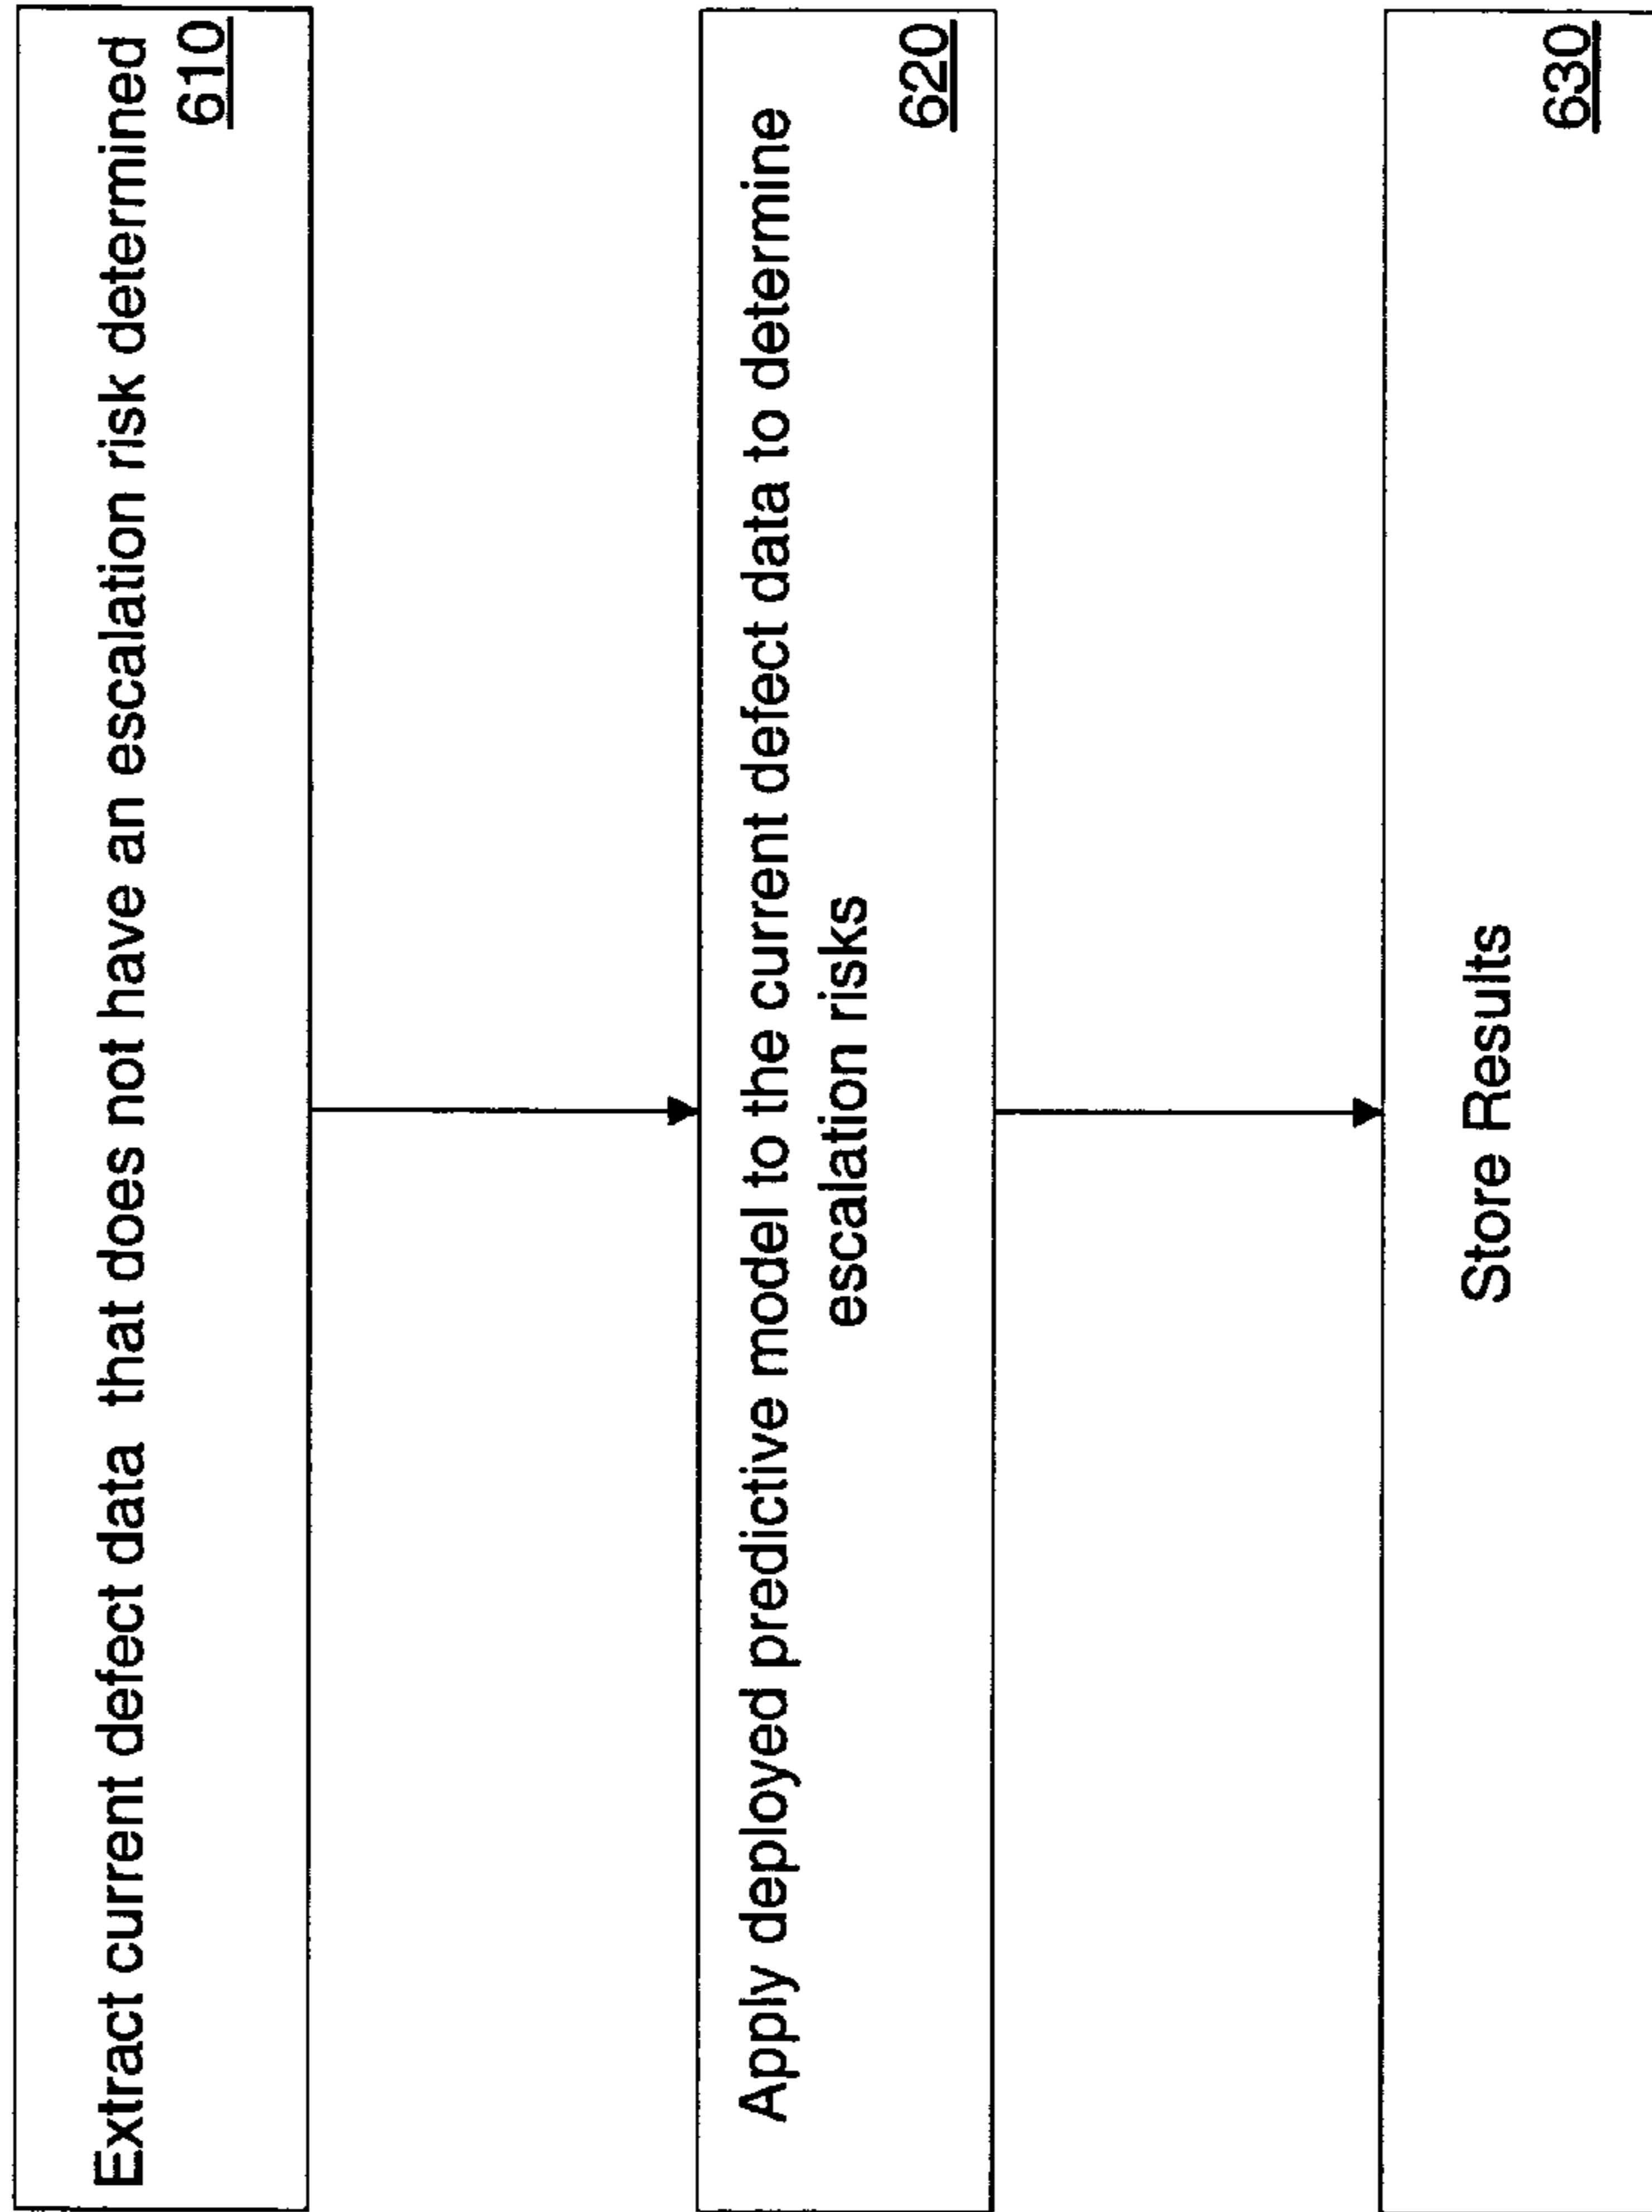 Extract current defect data that does not have an escalation risk determined
610
Apply deployed predictive model to the current defect data to determine
escalation risks
620
Store Results
630